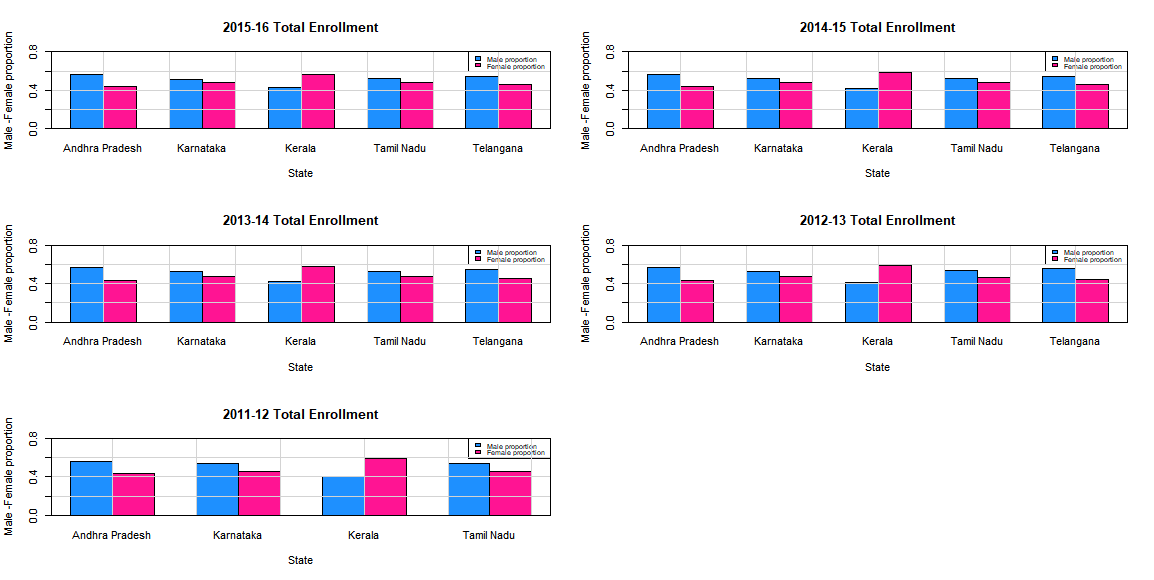 2015-16 Total Enrollment
Male -Female proportion
0.8
0.4
0.0
Male proportion
Female proportion
Andhra Pradesh Karnataka Kerala Tamil Nadu Telangana
State
2014-15 Total Enrollment
Male -Female proportion
0.8
0.4
0.0
Male proportion
Female proportion
Andhra Pradesh Karnataka Kerala Tamil Nadu Telangana
State
2013-14 Total Enrollment
Male -Female proportion
0.8
0.4
0.0
Male proportion
Female proportion
Andhra Pradesh Karnataka Kerala Tamil Nadu Telangana
State
2012-13 Total Enrollment
Male -Female proportion
0.8
0.4
0.0
Male proportion
Female proportion
Andhra Pradesh Karnataka Kerala Tamil Nadu Telangana
State
2011-12 Total Enrollment
Male -Female proportion
0.8
0.4
0.0
Male proportion
Female proportion
Andhra Pradesh Karnataka Kerala Tamil Nadu
State